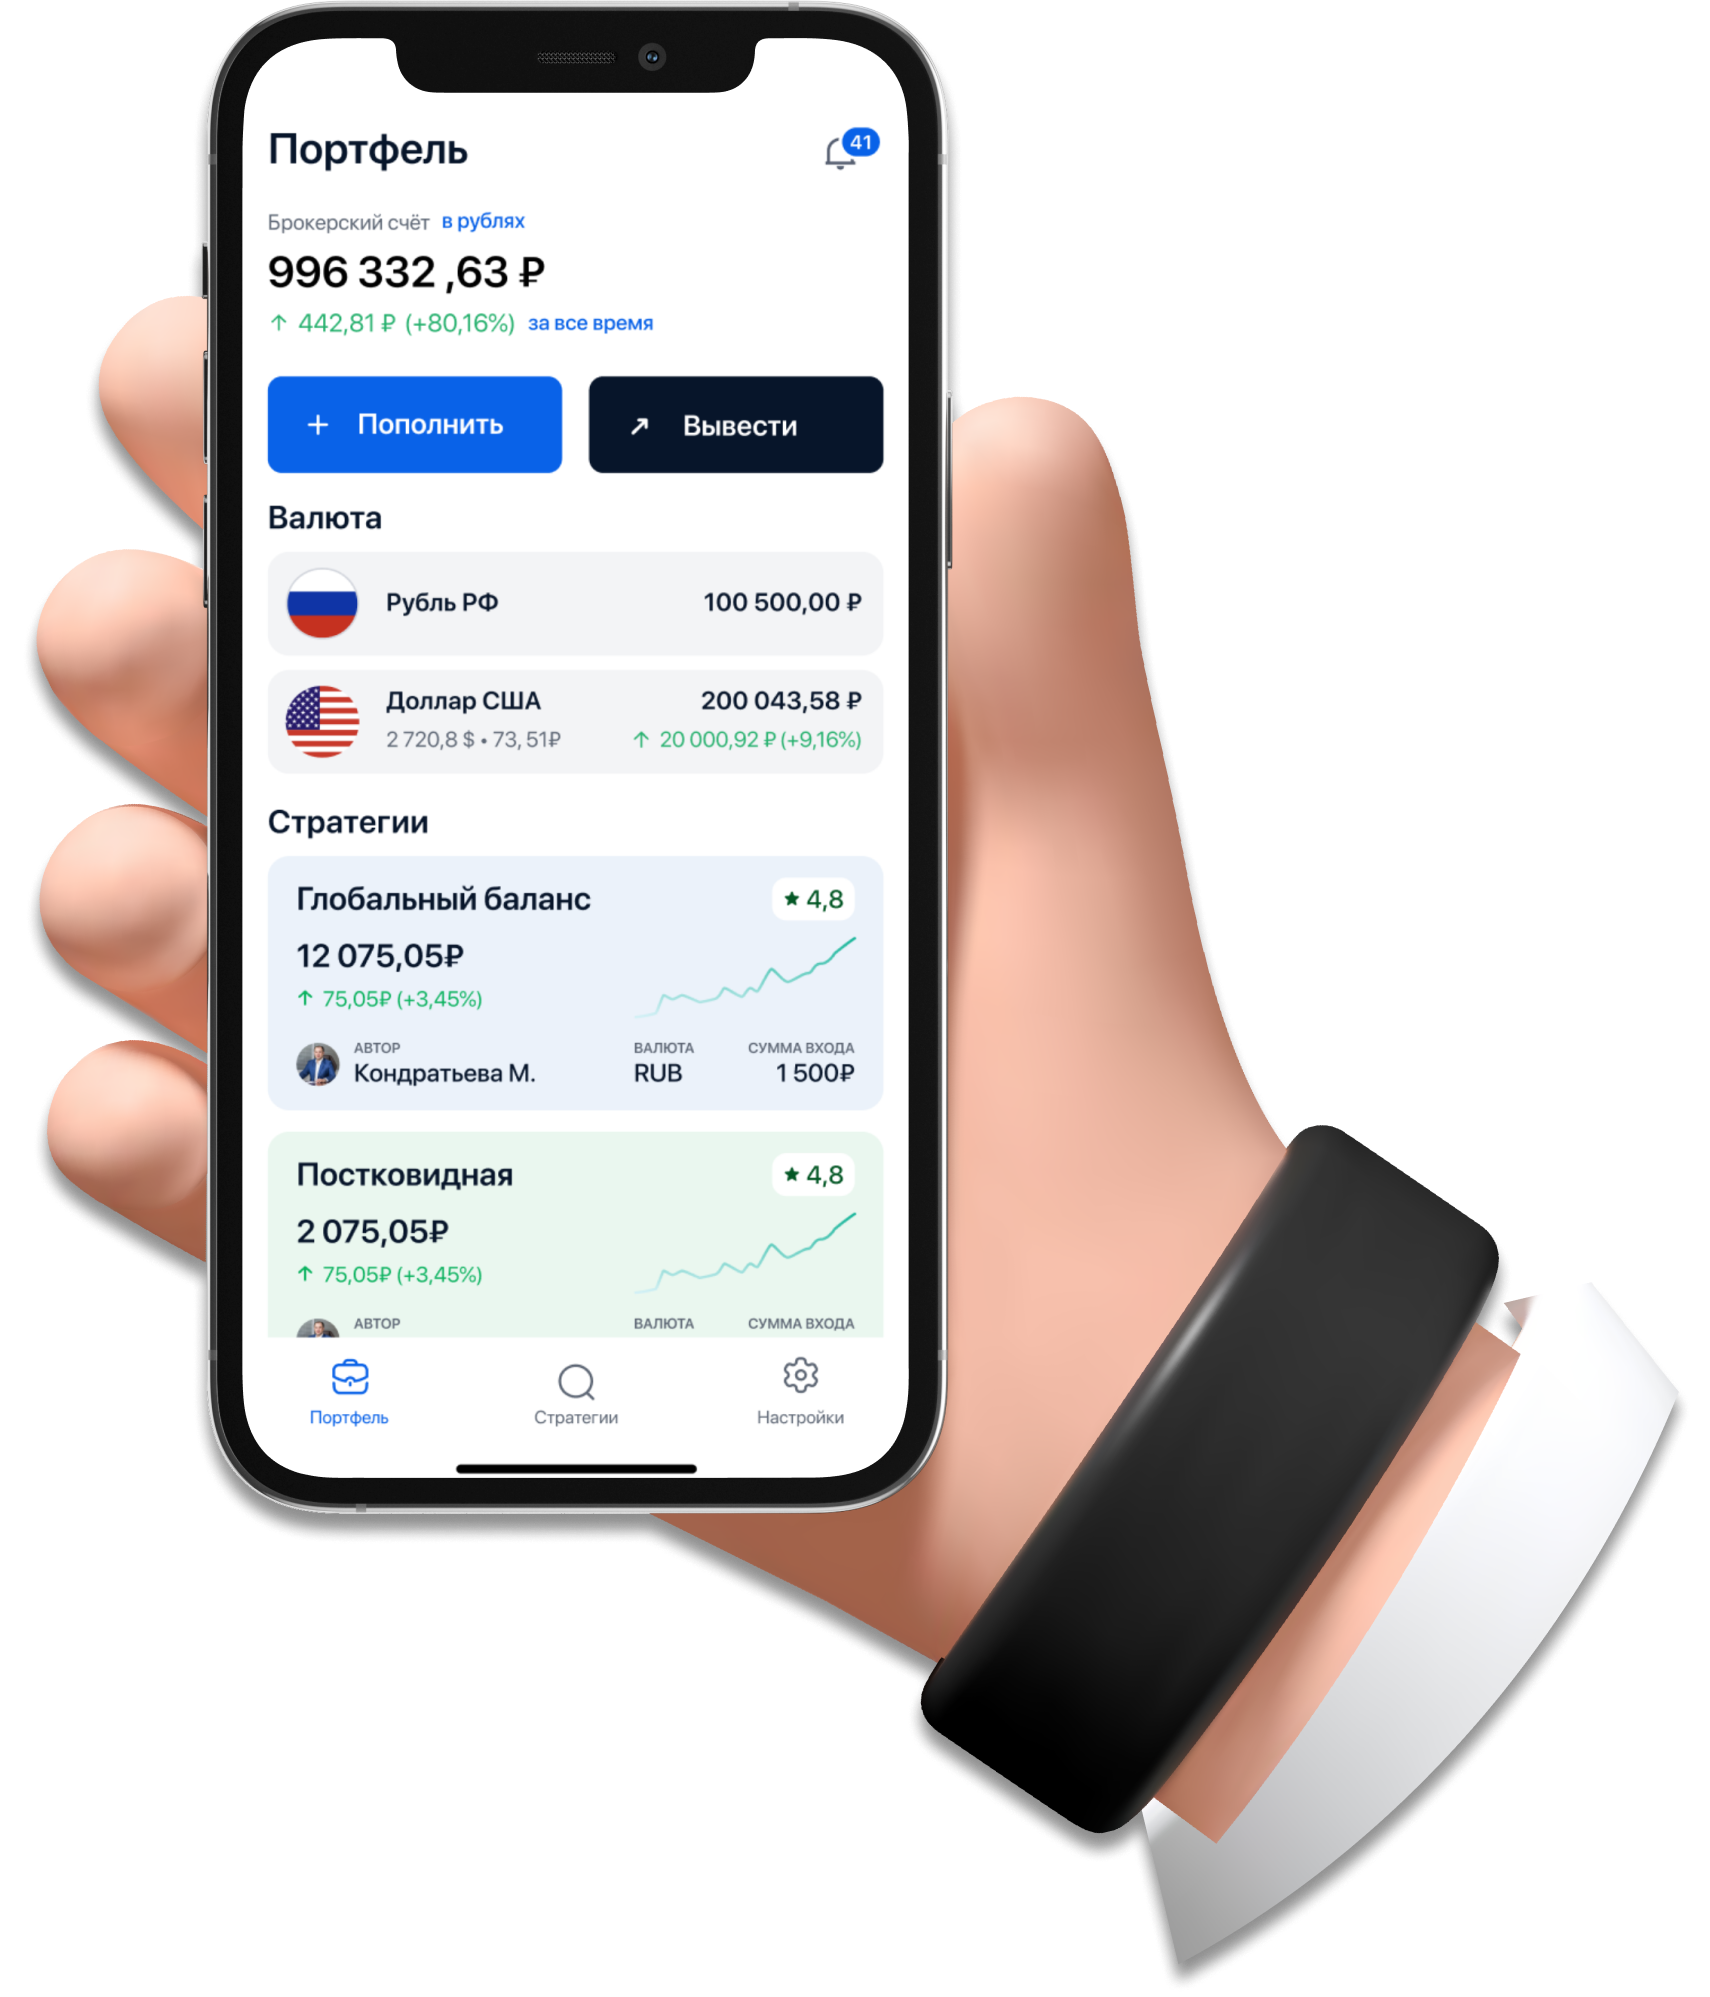 Портфель
41
Брокерский счёт в рублях
996 332 ,63 ₽
↑ 442,81 ₽ (+80,16%) за все время
+ Пополнить
↗ Вывести
Валюта
Рубль РФ 100 500,00 ₽
Доллар США 200 043,58 ₽
2 720,8 $ • 73, 51₽ ↑ 20 000,92 ₽ (+9,16%)
Стратегии
Глобальный баланс ★ 4,8
12 075,05₽
↑ 75,05₽ (+3,45%)
АВТОР ВАЛЮТА СУММА ВХОДА
Кондратьева М. RUB 1 500₽
Постковидная ★ 4,8
2 075,05₽
↑ 75,05₽ (+3,45%)
АВТОР ВАЛЮТА СУММА ВХОДА
Портфель Стратегии Настройки